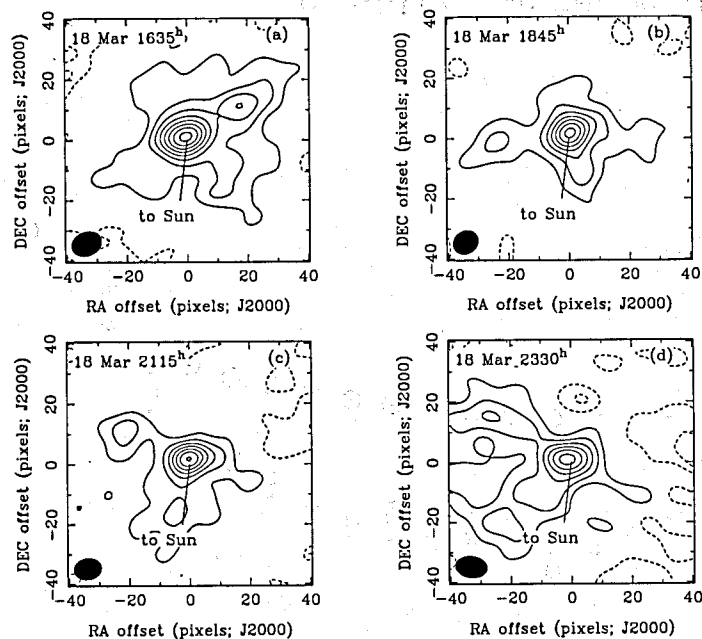 18 Mar 1635h (a)
DEC offset (pixels; J2000)
40
20
0
−20
−40
to Sun
−40 −20 0 20 40
RA offset (pixels; J2000)
18 Mar 1845h (b)
DEC offset (pixels; J2000)
40
20
0
−20
−40
to Sun
−40 −20 0 20 40
RA offset (pixels; J2000)
18 Mar 2115h (c)
DEC offset (pixels; J2000)
40
20
0
−20
−40
to Sun
−40 −20 0 20 40
RA offset (pixels; J2000)
18 Mar 2330h (d)
DEC offset (pixels; J2000)
40
20
0
−20
−40
to Sun
−40 −20 0 20 40
RA offset (pixels; J2000)